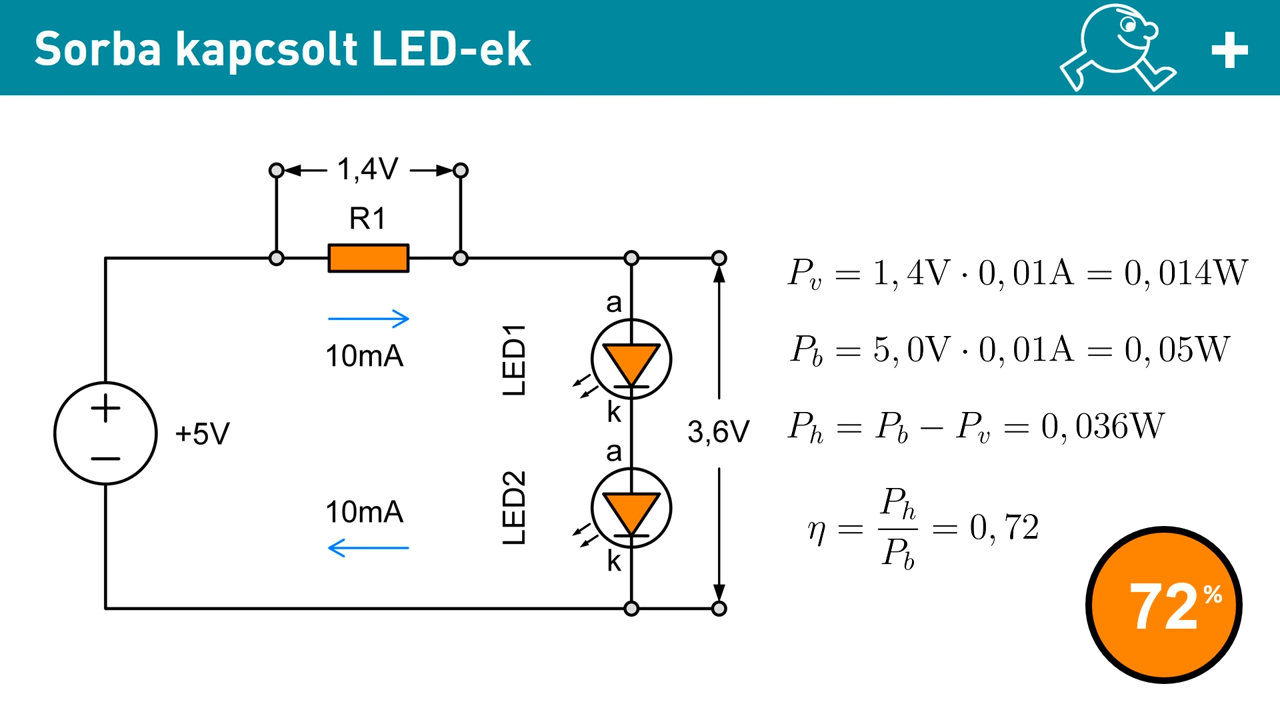 Sorba kapcsolt LED-ek
+
1,4V
R1
10mA
+5V
10mA
LED1
a
k
LED2
a
k
3,6V
P_v = 1,4V · 0,01A = 0,014W
P_b = 5,0V · 0,01A = 0,05W
P_h = P_b − P_v = 0,036W
η = P_h / P_b = 0,72
72%